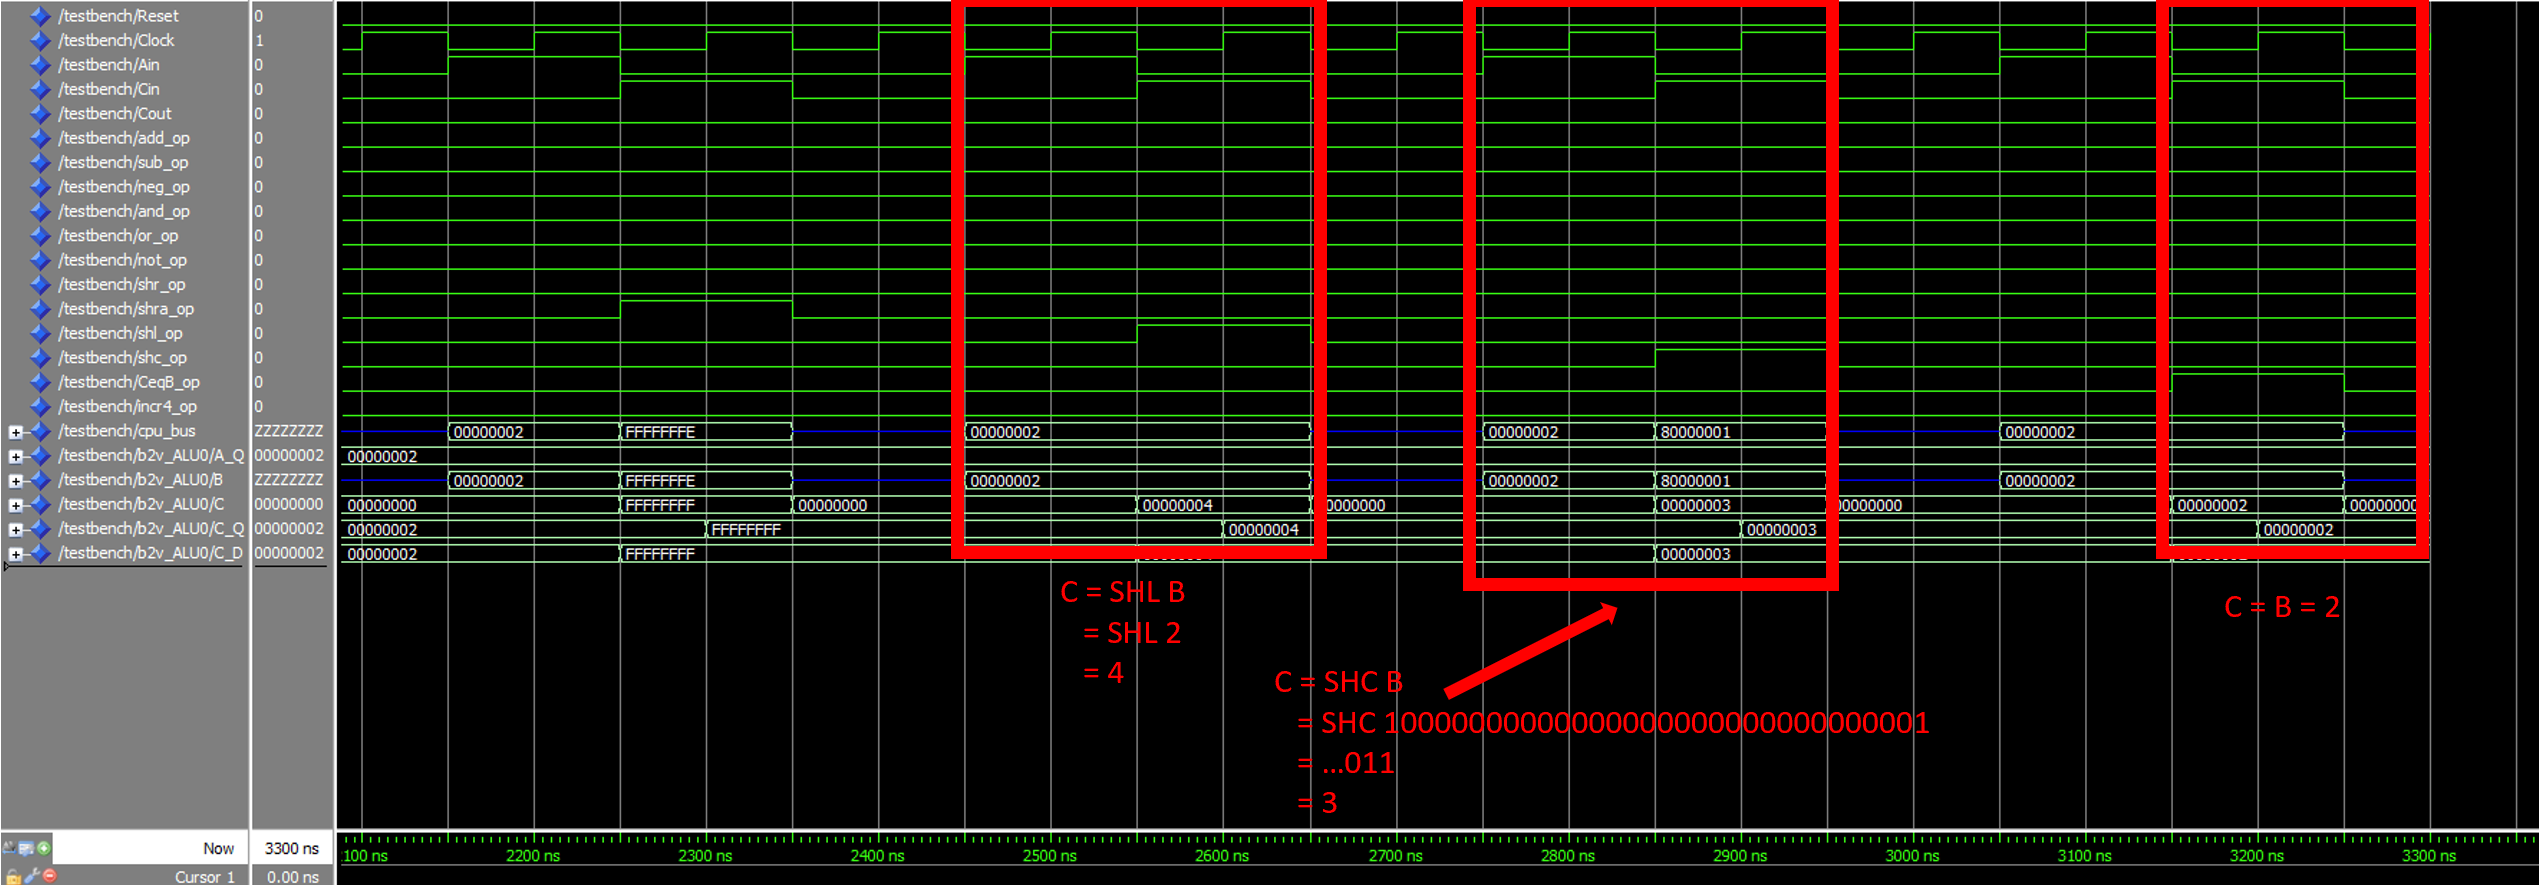 /testbench/Reset 0
/testbench/Clock 1
/testbench/Ain 0
/testbench/Cin 0
/testbench/Cout 0
/testbench/add_op 0
/testbench/sub_op 0
/testbench/neg_op 0
/testbench/and_op 0
/testbench/or_op 0
/testbench/not_op 0
/testbench/shr_op 0
/testbench/shra_op 0
/testbench/shl_op 0
/testbench/shc_op 0
/testbench/CeqB_op 0
/testbench/incr4_op 0
/testbench/cpu_bus ZZZZZZZZ 00000002 FFFFFFFE 00000002 00000002 80000001 00000002
/testbench/b2v_ALU0/A_Q 00000002 00000002
/testbench/b2v_ALU0/B ZZZZZZZZ 00000002 FFFFFFFE 00000002 00000002 80000001 00000002
/testbench/b2v_ALU0/C 00000000 00000000 FFFFFFFF 00000000 00000004 0000000 00000003 0000000 00000002 0000000
/testbench/b2v_ALU0/C_Q 00000002 00000002 FFFFFFFF 00000004 00000003 00000002
/testbench/b2v_ALU0/C_D 00000002 00000002 FFFFFFFF 00000003
C = SHL B
= SHL 2
= 4
C = SHC B
= SHC 10000000000000000000000000000001
= ...011
= 3
C = B = 2
Now 3300 ns
100 ns 2200 ns 2300 ns 2400 ns 2500 ns 2600 ns 2700 ns 2800 ns 2900 ns 3000 ns 3100 ns 3200 ns 3300 ns
Cursor 1 0.00 ns